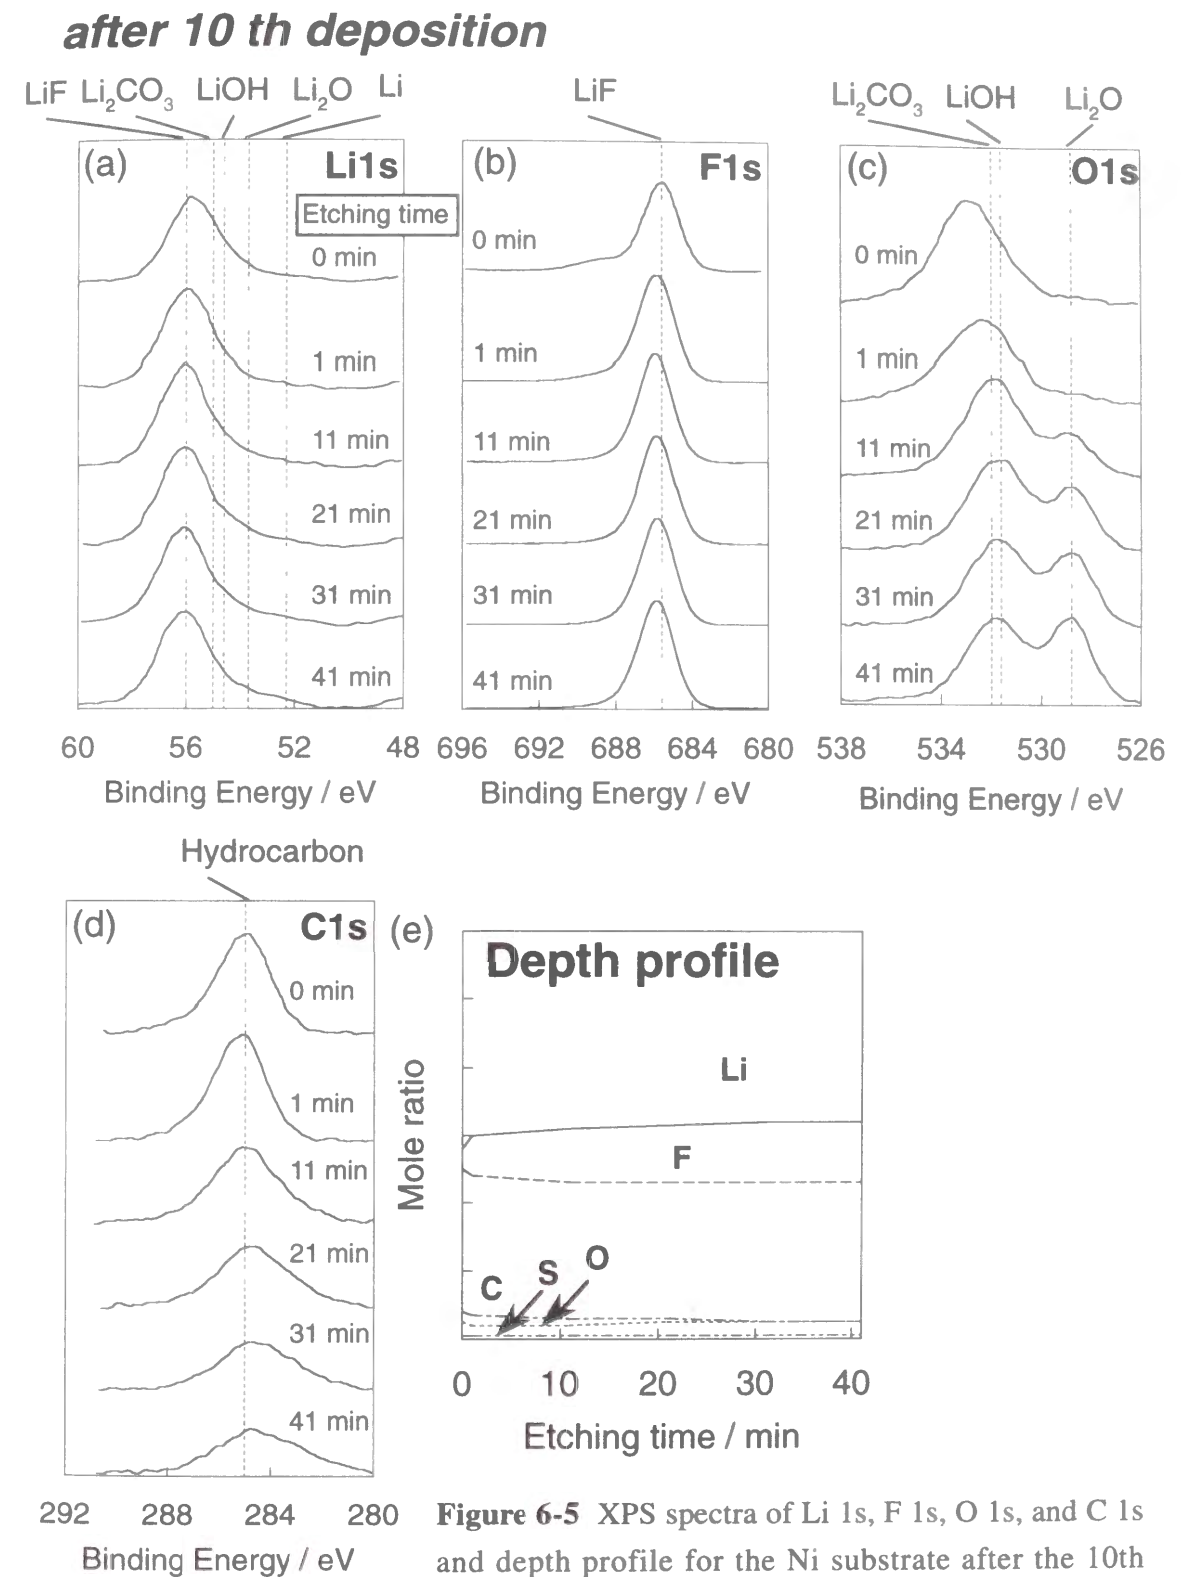 after 10 th deposition
LiF Li₂CO₃ LiOH Li₂O Li
(a) Li1s
Etching time
0 min
1 min
11 min
21 min
31 min
41 min
60 56 52 48
Binding Energy / eV
LiF
(b) F1s
0 min
1 min
11 min
21 min
31 min
41 min
696 692 688 684 680
Binding Energy / eV
Li₂CO₃ LiOH Li₂O
(c) O1s
0 min
1 min
11 min
21 min
31 min
41 min
538 534 530 526
Binding Energy / eV
Hydrocarbon
(d) C1s
0 min
1 min
11 min
21 min
31 min
41 min
292 288 284 280
Binding Energy / eV
(e)
Depth profile
Mole ratio
Li
F
C S O
0 10 20 30 40
Etching time / min
Figure 6-5 XPS spectra of Li 1s, F 1s, O 1s, and C 1s
and depth profile for the Ni substrate after the 10th